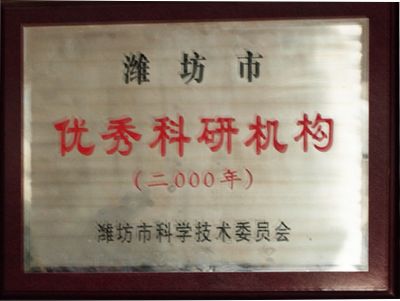 潍坊市
优秀科研机构
(二000年)
潍坊市科学技术委员会